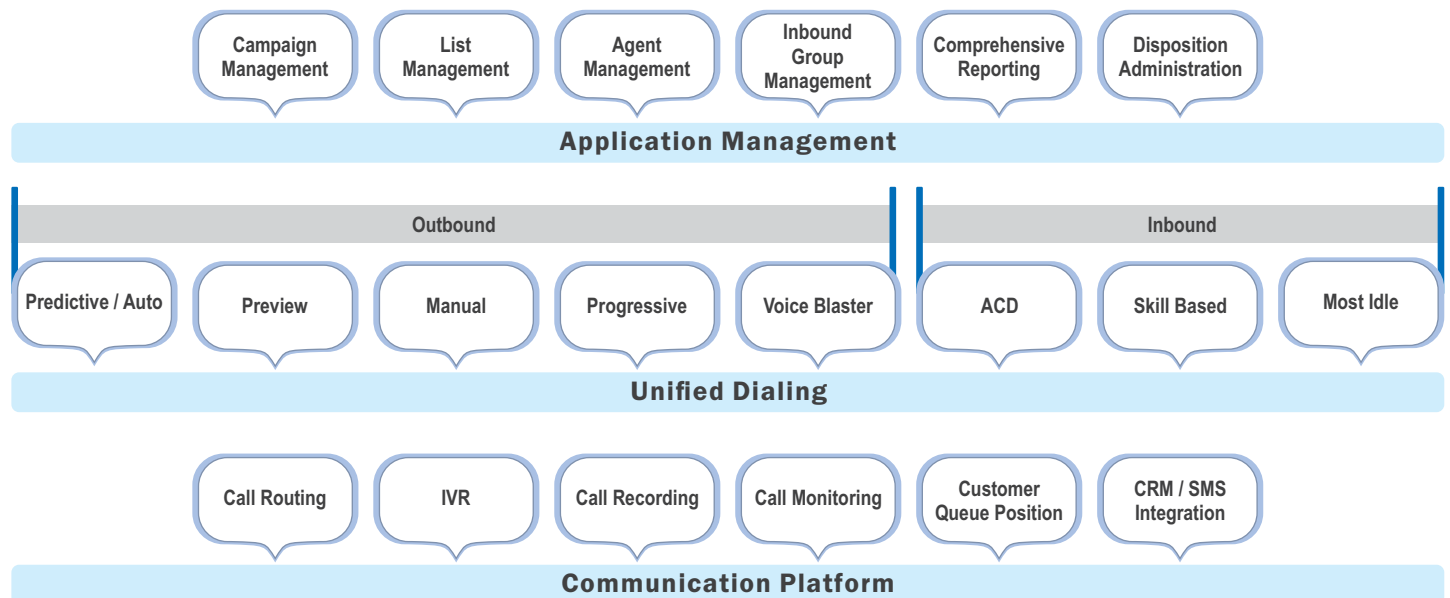 Campaign
Management
List
Management
Agent
Management
Inbound
Group
Management
Comprehensive
Reporting
Disposition
Administration
Application Management
Outbound
Inbound
Predictive / Auto
Preview
Manual
Progressive
Voice Blaster
ACD
Skill Based
Most Idle
Unified Dialing
Call Routing
IVR
Call Recording
Call Monitoring
Customer
Queue Position
CRM / SMS
Integration
Communication Platform